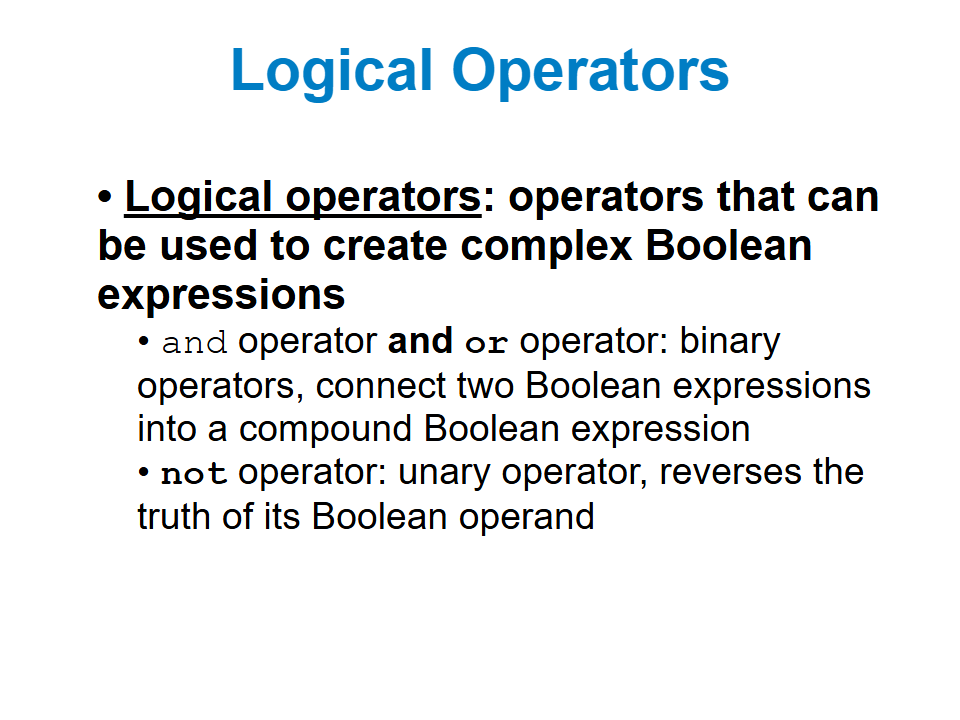 Logical Operators
• Logical operators: operators that can
be used to create complex Boolean
expressions
• and operator and or operator: binary
operators, connect two Boolean expressions
into a compound Boolean expression
• not operator: unary operator, reverses the
truth of its Boolean operand